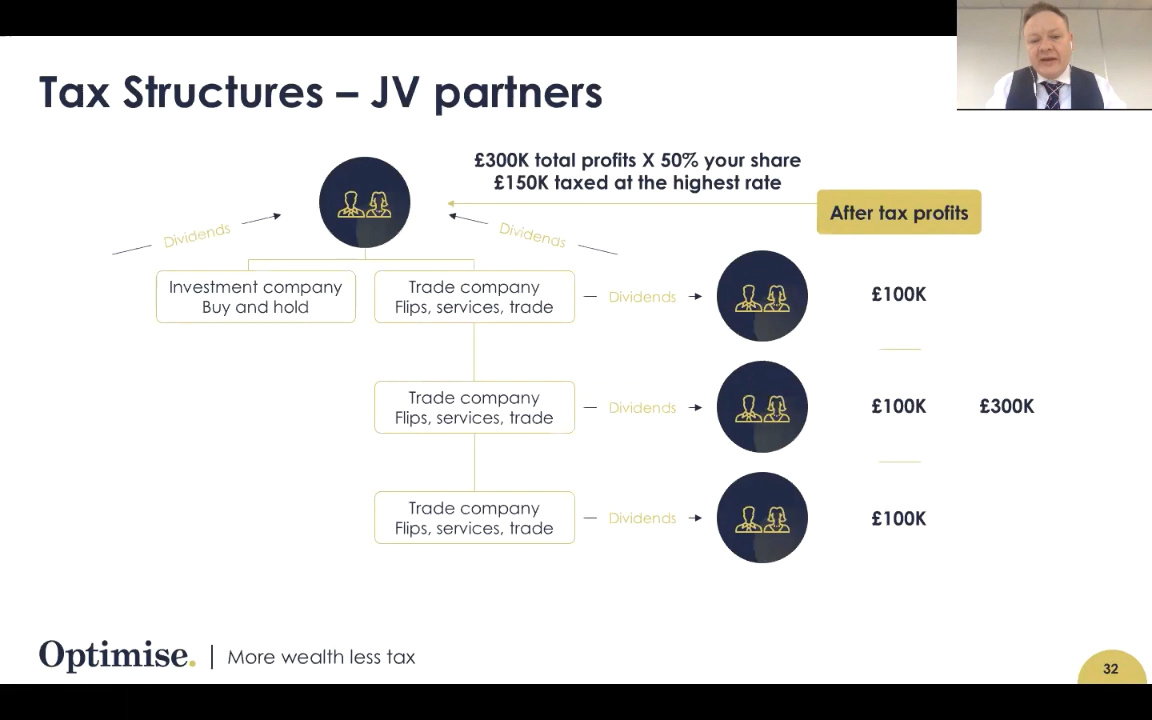 Tax Structures – JV partners
£300K total profits X 50% your share
£150K taxed at the highest rate
After tax profits
Dividends
Dividends
Investment company
Buy and hold
Trade company
Flips, services, trade
Dividends
£100K
Trade company
Flips, services, trade
Dividends
£100K
£300K
Trade company
Flips, services, trade
Dividends
£100K
Optimise. | More wealth less tax
32